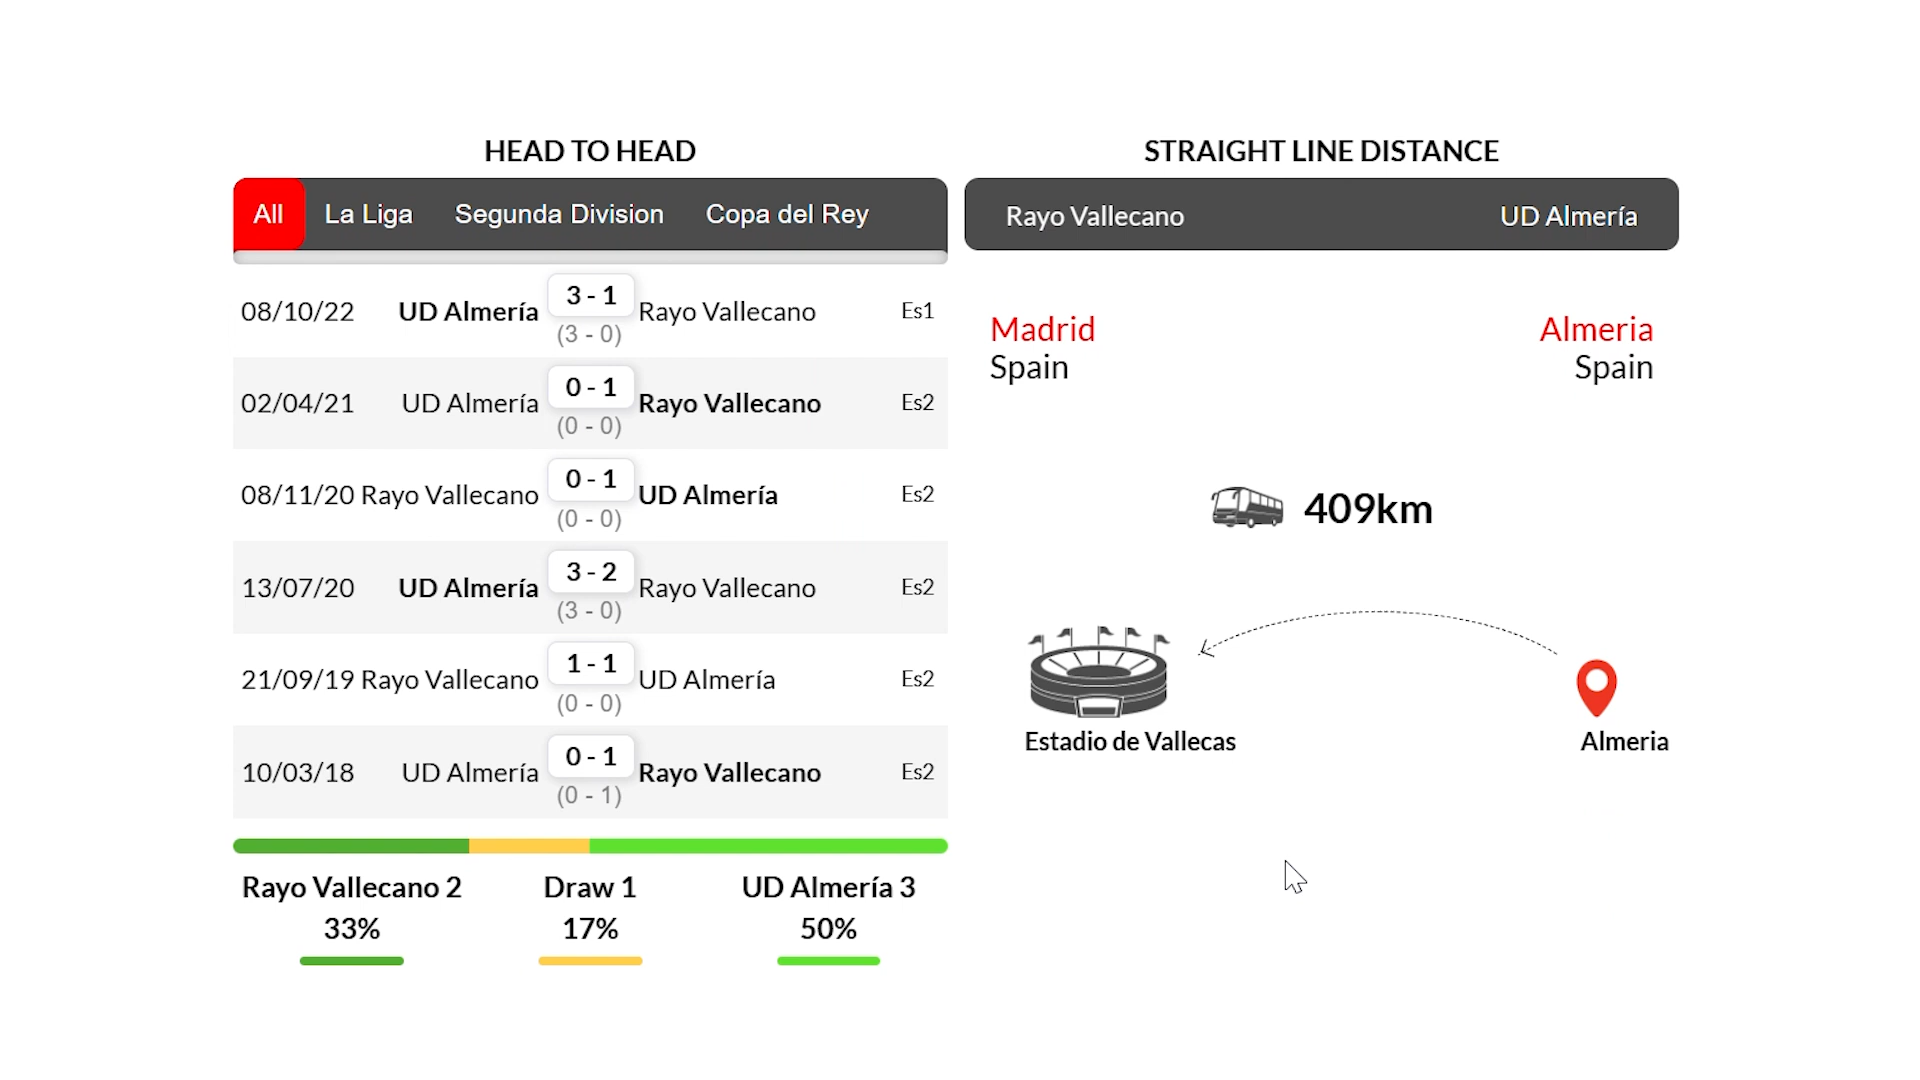 HEAD TO HEAD
All La Liga Segunda Division Copa del Rey
08/10/22 UD Almería 3 - 1 Rayo Vallecano Es1
(3 - 0)
02/04/21 UD Almería 0 - 1 Rayo Vallecano Es2
(0 - 0)
08/11/20 Rayo Vallecano 0 - 1 UD Almería Es2
(0 - 0)
13/07/20 UD Almería 3 - 2 Rayo Vallecano Es2
(3 - 0)
21/09/19 Rayo Vallecano 1 - 1 UD Almería Es2
(0 - 0)
10/03/18 UD Almería 0 - 1 Rayo Vallecano Es2
(0 - 1)
Rayo Vallecano 2 Draw 1 UD Almería 3
33% 17% 50%
STRAIGHT LINE DISTANCE
Rayo Vallecano UD Almería
Madrid Almeria
Spain Spain
409km
Estadio de Vallecas Almeria